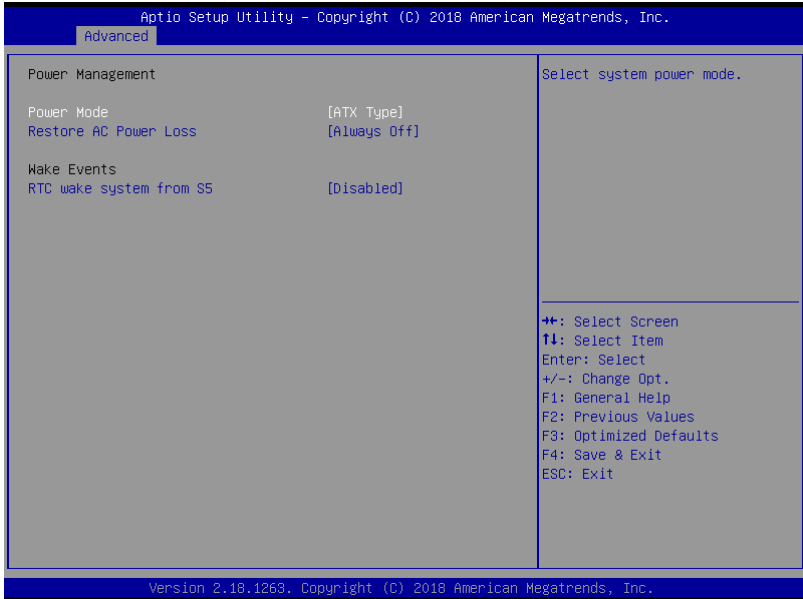 Aptio Setup Utility – Copyright (C) 2018 American Megatrends, Inc.
Advanced
Power Management
Power Mode [ATX Type]
Restore AC Power Loss [Always Off]
Wake Events
RTC wake system from S5 [Disabled]
Select system power mode.
→←: Select Screen
↑↓: Select Item
Enter: Select
+/-: Change Opt.
F1: General Help
F2: Previous Values
F3: Optimized Defaults
F4: Save & Exit
ESC: Exit
Version 2.18.1263. Copyright (C) 2018 American Megatrends, Inc.